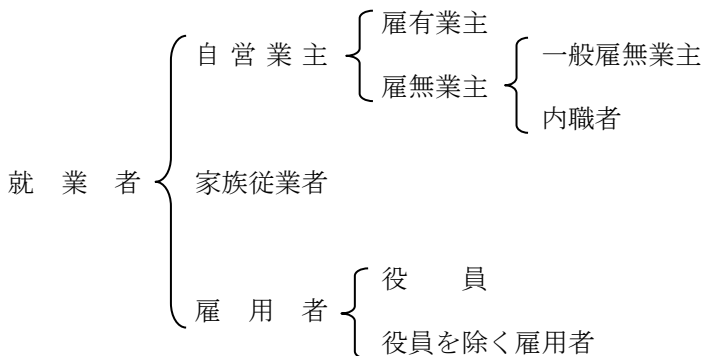 雇有業主
自営業主
一般雇無業主
雇無業主
内職者
就業者
家族従業者
役員
雇用者
役員を除く雇用者